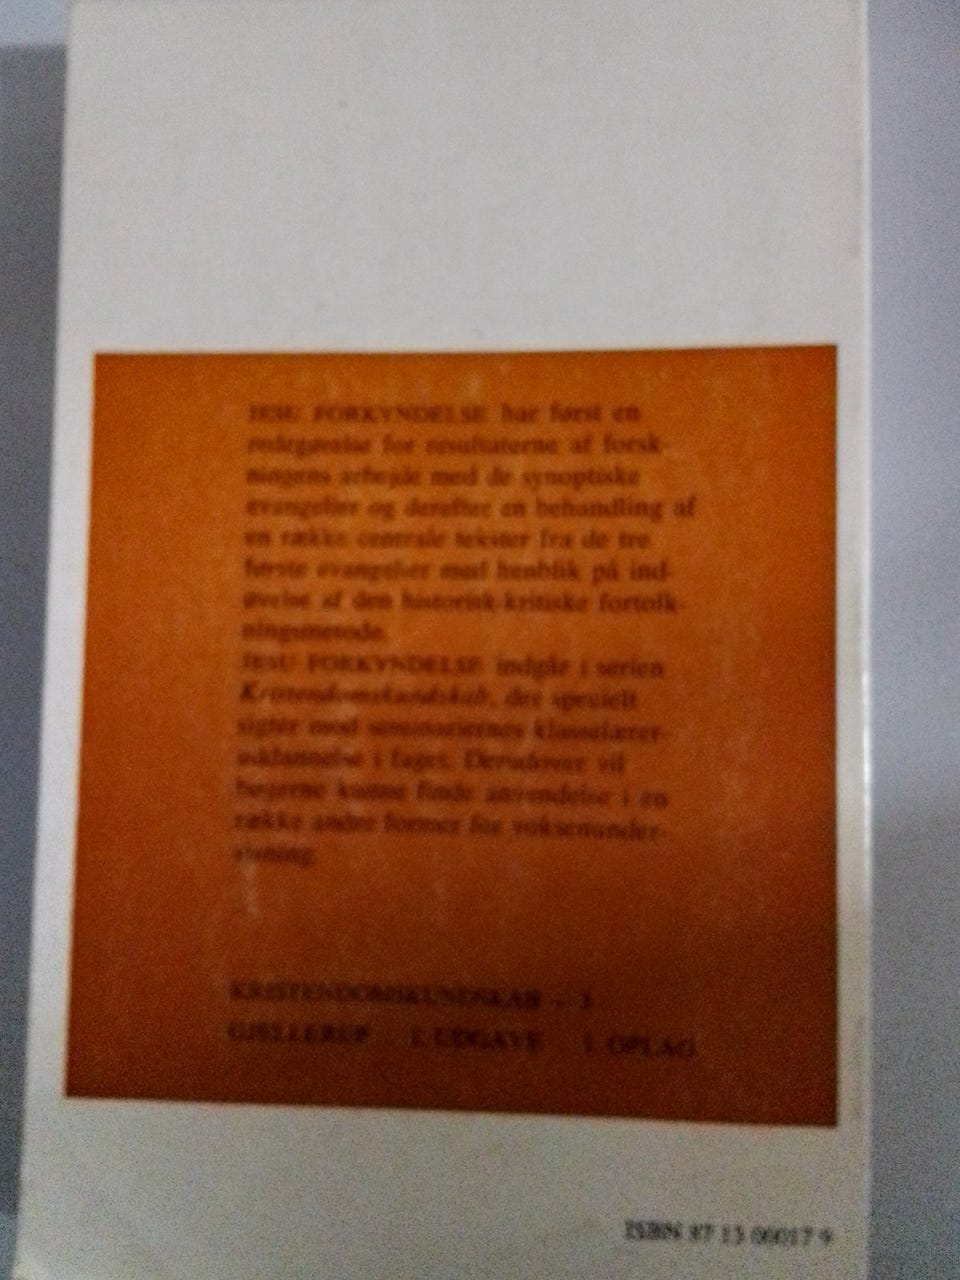 JESU FORKYNDELSE har først en
redegørelse for resultaterne af forsk-
ningens arbejde med de synoptiske
evangelier og derefter en behandling af
en række centrale tekster fra de tre
første evangelier med henblik på ind-
øvelse af den historisk-kritiske fortolk-
ningsmetode.
JESU FORKYNDELSE indgår i serien
Kristendomskundskab, der specielt
sigter mod seminariernes klasselærer-
uddannelse i faget. Derudover vil
bøgerne kunne finde anvendelse i en
række andre former for voksenunder-
visning.
KRISTENDOMSKUNDSKAB -
GJELLERUP 1. UDGAVE 1. OPLAG
ISBN 87 13 00017 9